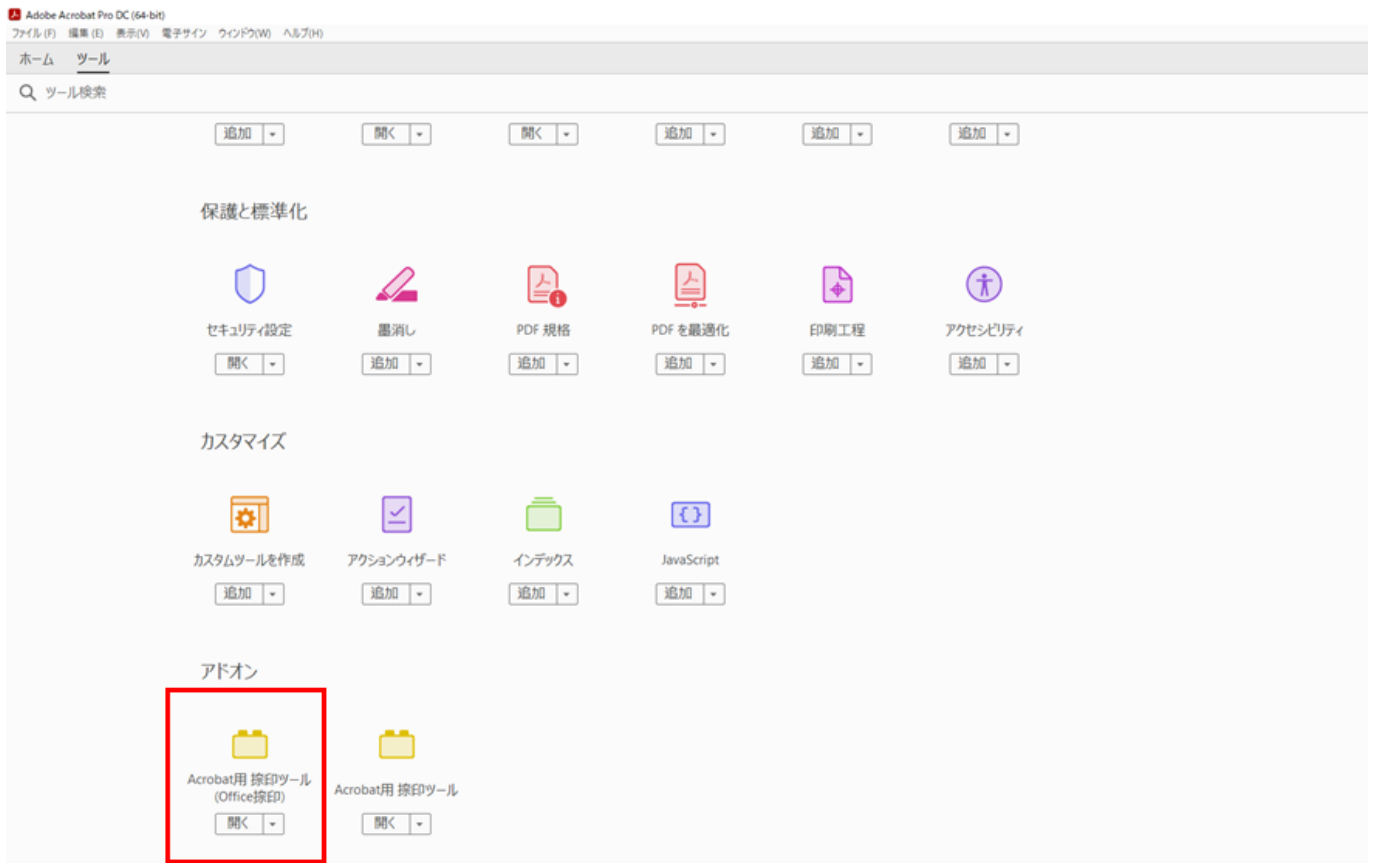 Adobe Acrobat Pro DC (64-bit)
ファイル(F) 編集(E) 表示(V) 電子サイン ウィンドウ(W) ヘルプ(H)
ホーム ツール
ツール検索
追加 開く 開く 追加 追加 追加
保護と標準化
セキュリティ設定 墨消し PDF 規格 PDF を最適化 印刷工程 アクセシビリティ
開く 追加 追加 追加 追加 追加
カスタマイズ
カスタムツールを作成 アクションウィザード インデックス JavaScript
追加 追加 追加 追加
アドオン
Acrobat用 捺印ツール
(Office捺印) Acrobat用 捺印ツール
開く 開く